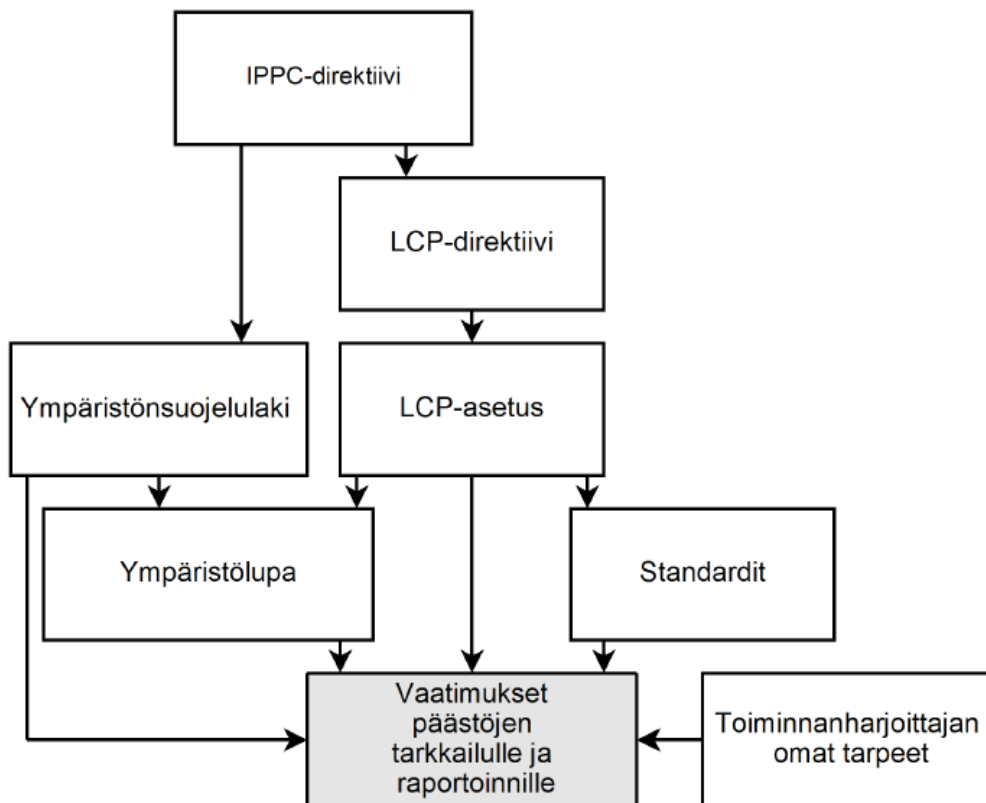 IPPC-direktiivi
LCP-direktiivi
Ympäristönsuojelulaki
LCP-asetus
Ympäristölupa
Standardit
Vaatimukset
päästöjen
tarkkailulle ja
raportoinnille
Toiminnanharjoittajan
omat tarpeet